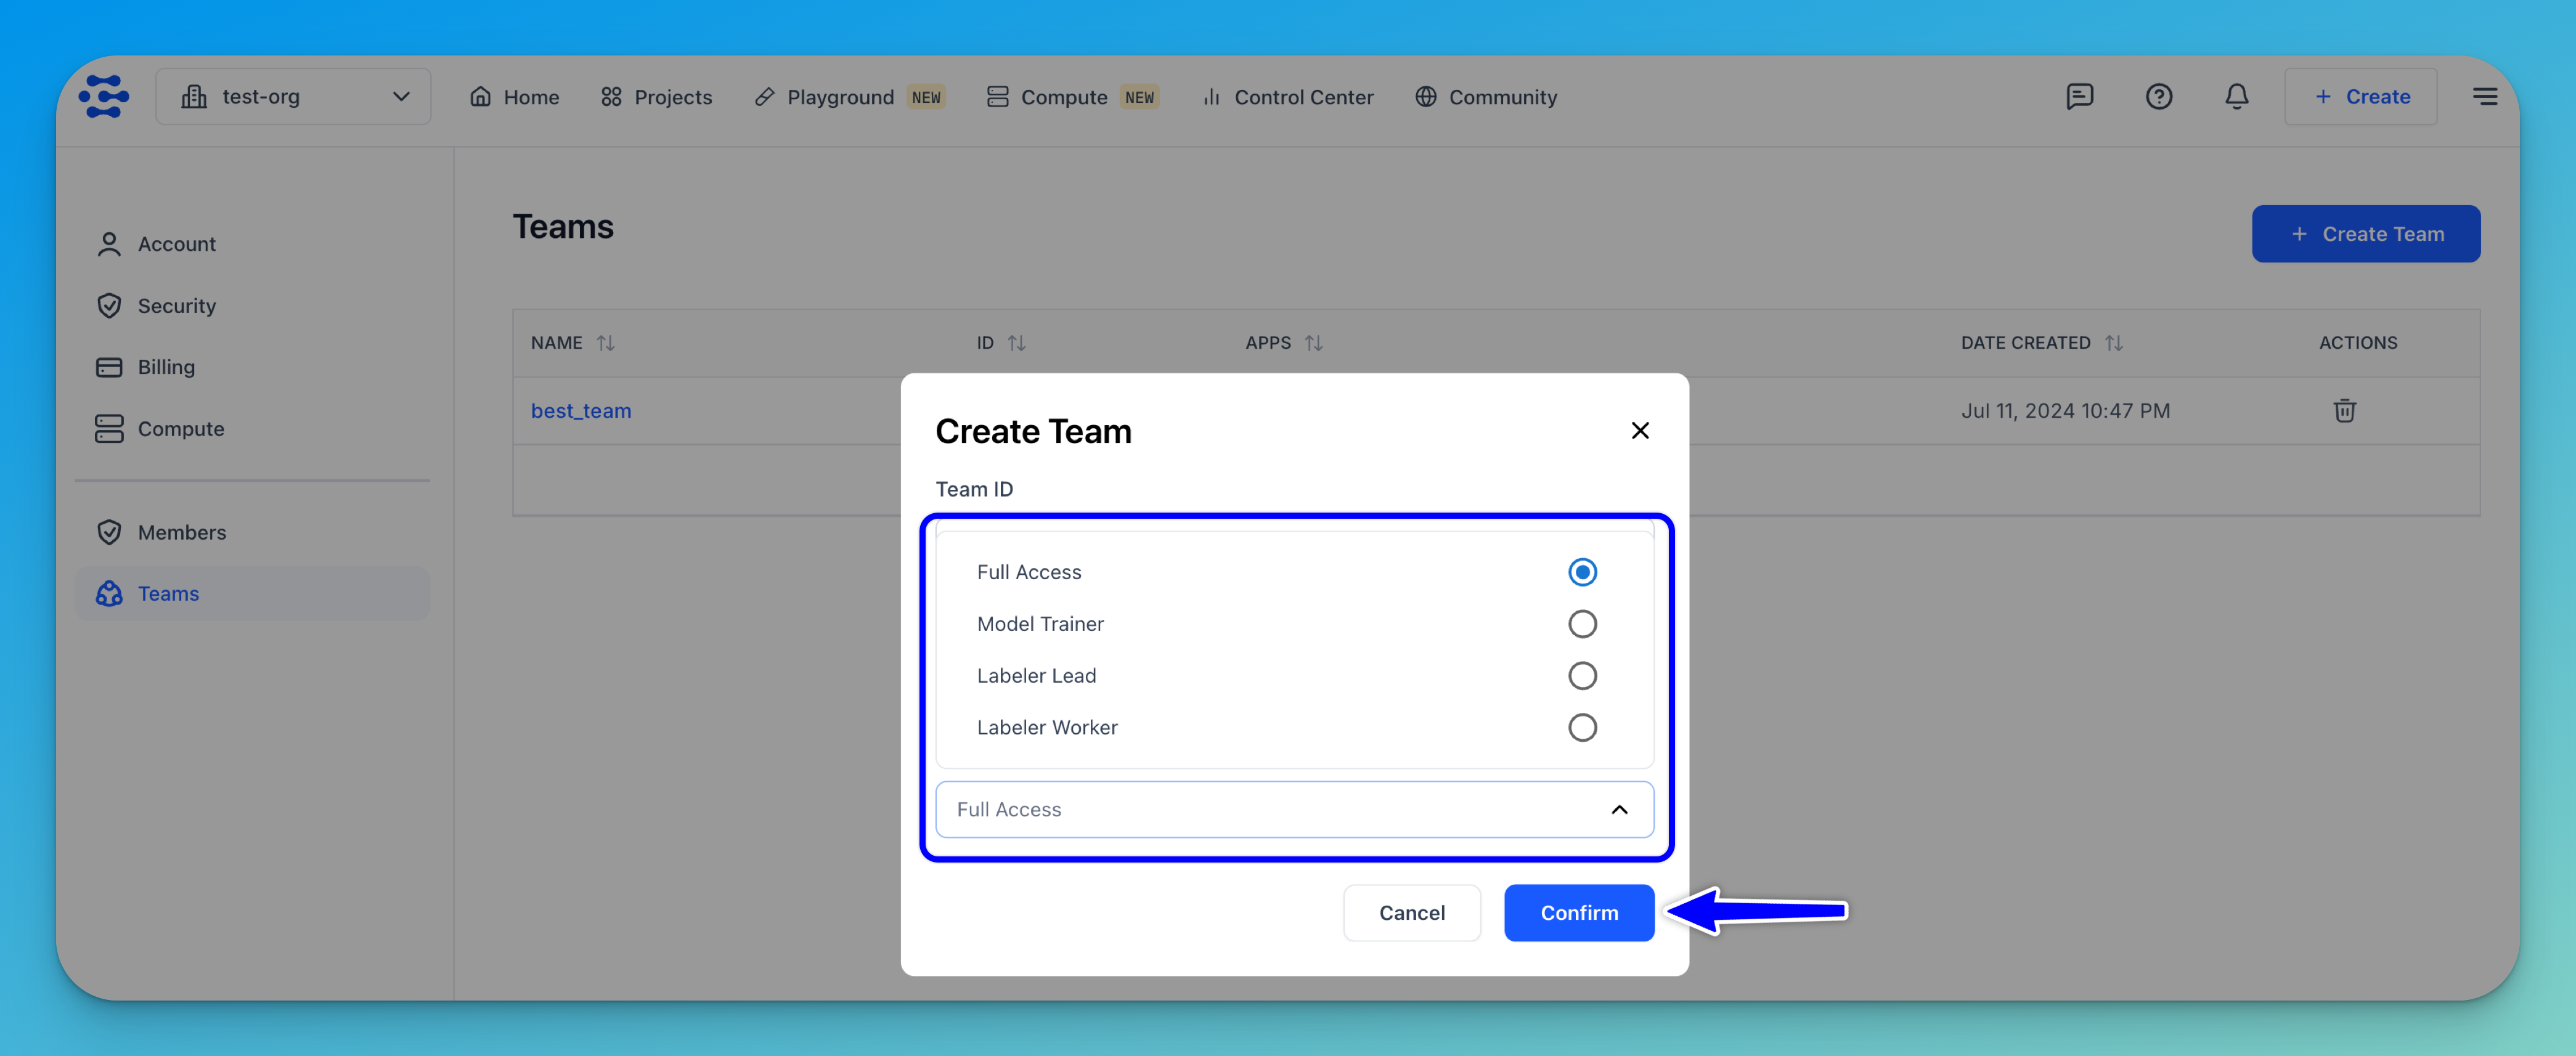 test-org
Home
Projects
Playground NEW
Compute NEW
Control Center
Community
+ Create
Account
Security
Billing
Compute
Members
Teams
Teams
+ Create Team
NAME ID APPS DATE CREATED ACTIONS
best_team Jul 11, 2024 10:47 PM
Create Team
Team ID
Full Access
Model Trainer
Labeler Lead
Labeler Worker
Full Access
Cancel
Confirm